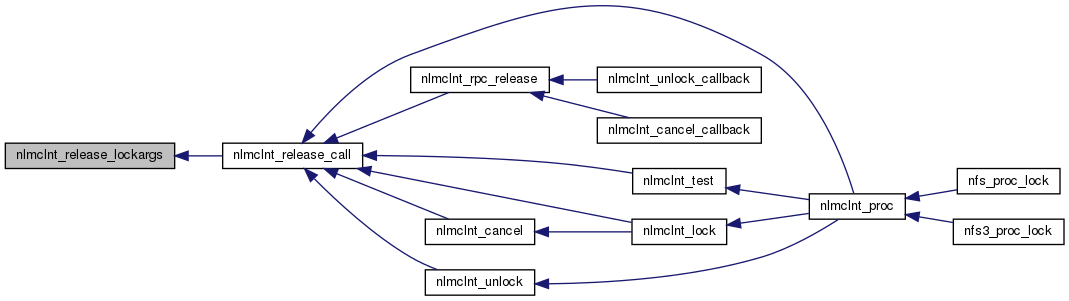 nlmclnt_release_lockargs
nlmclnt_release_call
nlmclnt_rpc_release
nlmclnt_unlock_callback
nlmclnt_cancel_callback
nlmclnt_test
nlmclnt_cancel
nlmclnt_lock
nlmclnt_unlock
nlmclnt_proc
nfs_proc_lock
nfs3_proc_lock